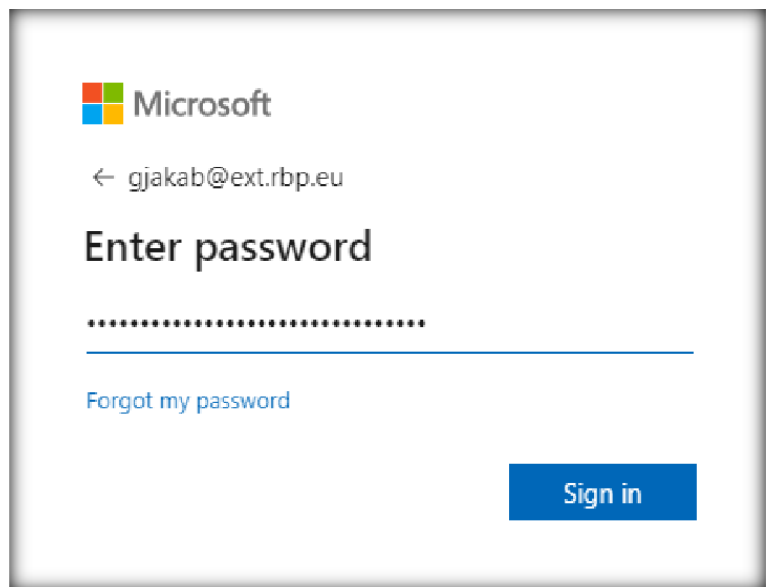 Microsoft
← gjakab@ext.rbp.eu
Enter password
••••••••••••••••••••••••••••••••
Forgot my password
Sign in